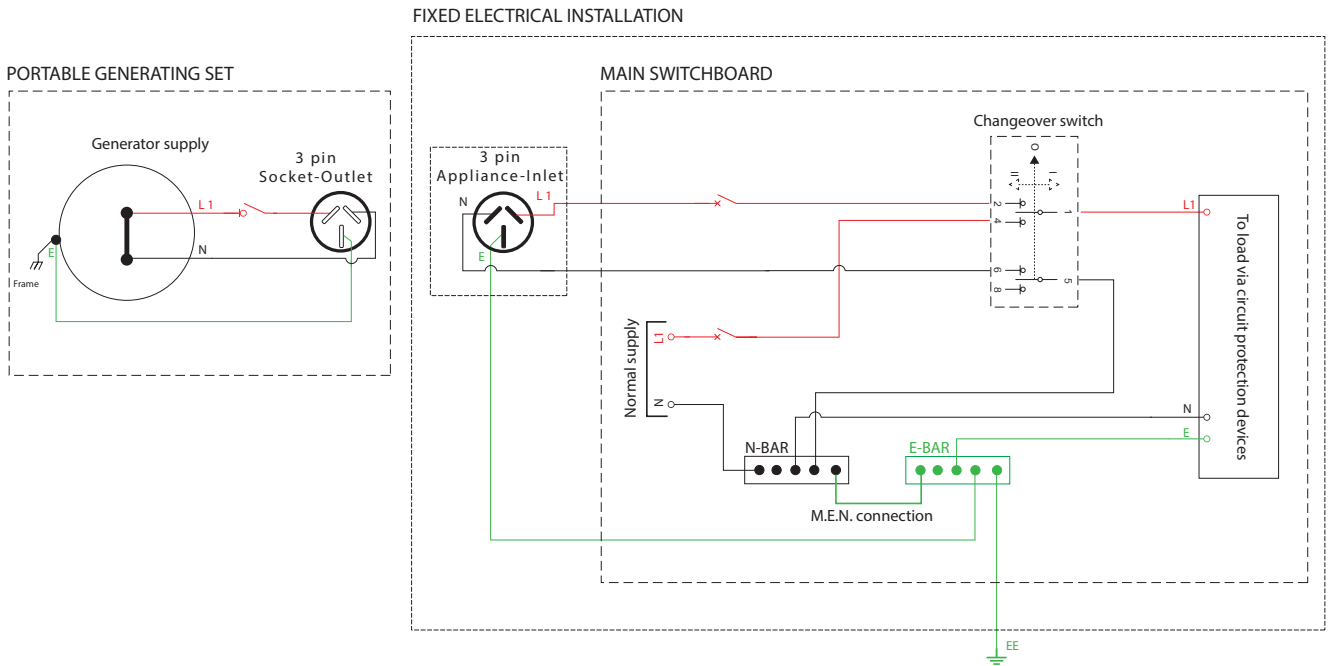 FIXED ELECTRICAL INSTALLATION
PORTABLE GENERATING SET
MAIN SWITCHBOARD
Generator supply
3 pin
Socket-Outlet
L 1
N
E
Frame
3 pin
Appliance-Inlet
N
L 1
E
Changeover switch
O
II
I
2
4
1
6
8
5
Normal supply
L1
N
N-BAR
E-BAR
M.E.N. connection
L1
N
E
To load via circuit protection devices
EE